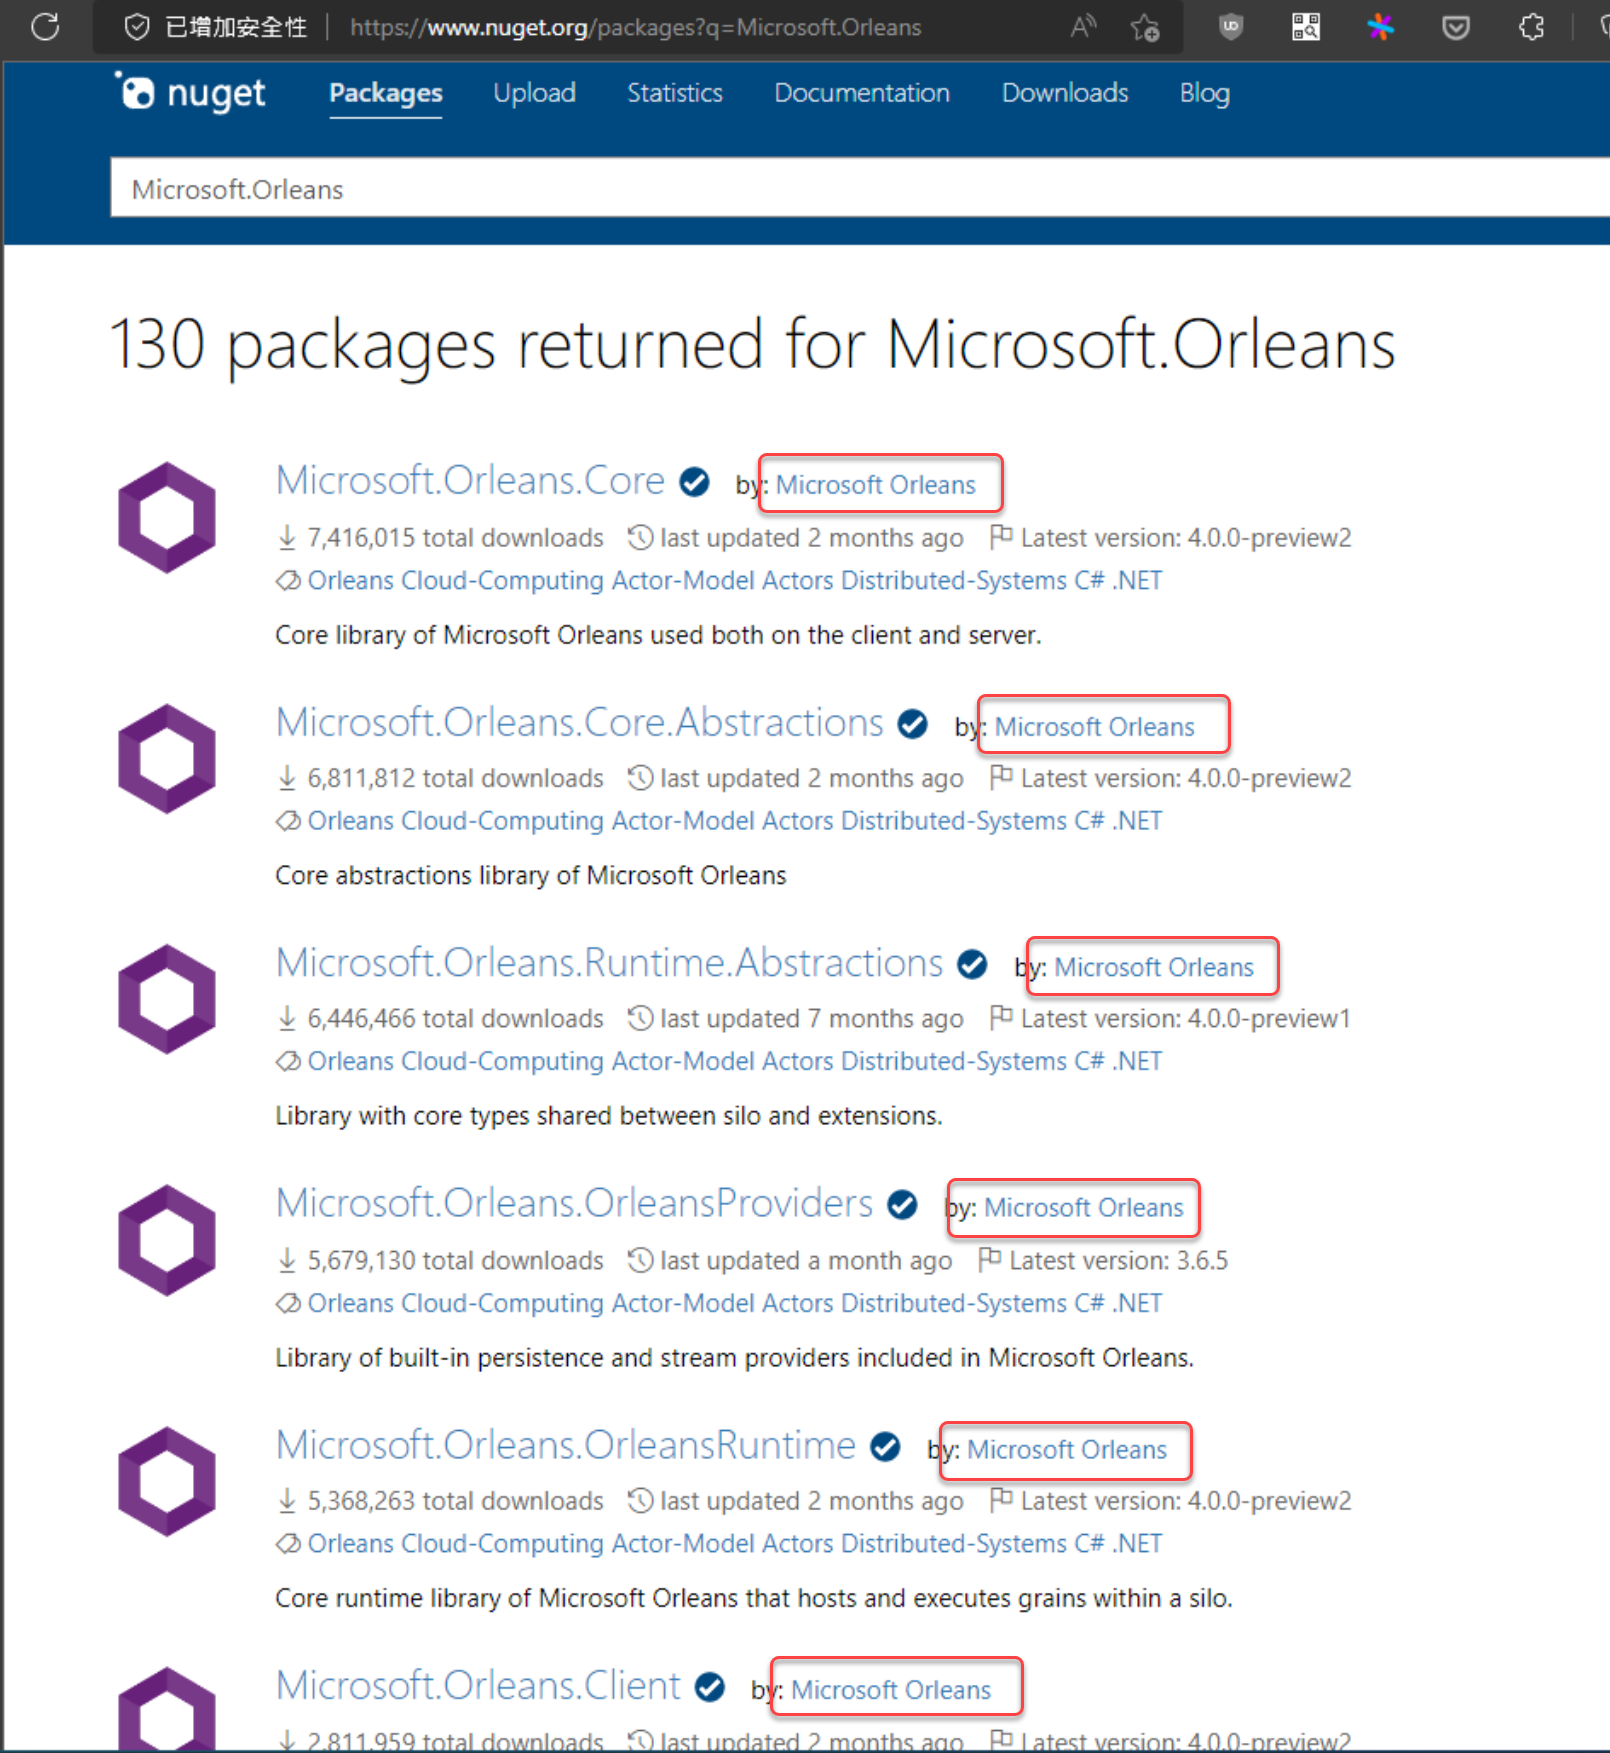 已增加安全性 https://www.nuget.org/packages?q=Microsoft.Orleans
nuget Packages Upload Statistics Documentation Downloads Blog
Microsoft.Orleans
130 packages returned for Microsoft.Orleans
Microsoft.Orleans.Core by: Microsoft Orleans
7,416,015 total downloads last updated 2 months ago Latest version: 4.0.0-preview2
Orleans Cloud-Computing Actor-Model Actors Distributed-Systems C# .NET
Core library of Microsoft Orleans used both on the client and server.
Microsoft.Orleans.Core.Abstractions by: Microsoft Orleans
6,811,812 total downloads last updated 2 months ago Latest version: 4.0.0-preview2
Orleans Cloud-Computing Actor-Model Actors Distributed-Systems C# .NET
Core abstractions library of Microsoft Orleans
Microsoft.Orleans.Runtime.Abstractions by: Microsoft Orleans
6,446,466 total downloads last updated 7 months ago Latest version: 4.0.0-preview1
Orleans Cloud-Computing Actor-Model Actors Distributed-Systems C# .NET
Library with core types shared between silo and extensions.
Microsoft.Orleans.OrleansProviders by: Microsoft Orleans
5,679,130 total downloads last updated a month ago Latest version: 3.6.5
Orleans Cloud-Computing Actor-Model Actors Distributed-Systems C# .NET
Library of built-in persistence and stream providers included in Microsoft Orleans.
Microsoft.Orleans.OrleansRuntime by: Microsoft Orleans
5,368,263 total downloads last updated 2 months ago Latest version: 4.0.0-preview2
Orleans Cloud-Computing Actor-Model Actors Distributed-Systems C# .NET
Core runtime library of Microsoft Orleans that hosts and executes grains within a silo.
Microsoft.Orleans.Client by: Microsoft Orleans
2,811,959 total downloads last updated 2 months ago Latest version: 4.0.0-preview2